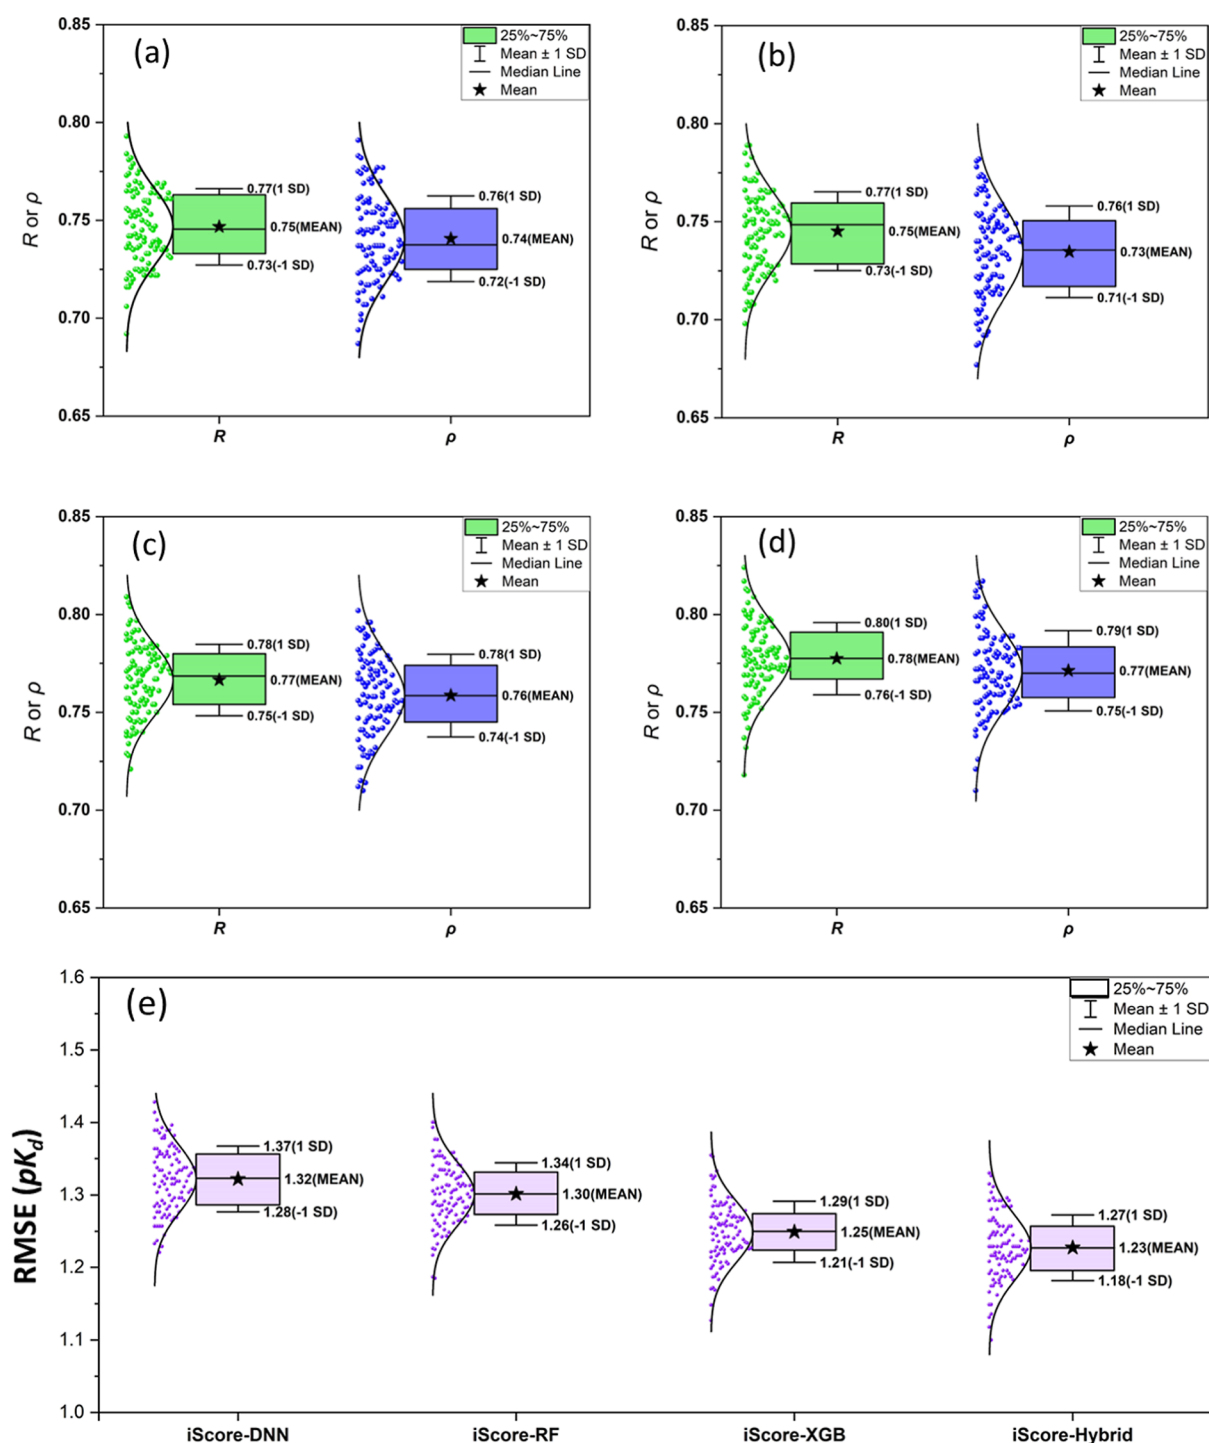 (a)
25%~75%
Mean ± 1 SD
Median Line
Mean
0.85
0.80
0.75
0.70
0.65
R or ρ
0.77(1 SD)
0.75(MEAN)
0.73(-1 SD)
0.76(1 SD)
0.74(MEAN)
0.72(-1 SD)
R
ρ
(b)
25%~75%
Mean ± 1 SD
Median Line
Mean
0.85
0.80
0.75
0.70
0.65
R or ρ
0.77(1 SD)
0.75(MEAN)
0.73(-1 SD)
0.76(1 SD)
0.73(MEAN)
0.71(-1 SD)
R
ρ
(c)
25%~75%
Mean ± 1 SD
Median Line
Mean
0.85
0.80
0.75
0.70
0.65
R or ρ
0.78(1 SD)
0.77(MEAN)
0.75(-1 SD)
0.78(1 SD)
0.76(MEAN)
0.74(-1 SD)
R
ρ
(d)
25%~75%
Mean ± 1 SD
Median Line
Mean
0.85
0.80
0.75
0.70
0.65
R or ρ
0.80(1 SD)
0.78(MEAN)
0.76(-1 SD)
0.79(1 SD)
0.77(MEAN)
0.75(-1 SD)
R
ρ
(e)
25%~75%
Mean ± 1 SD
Median Line
Mean
1.6
1.5
1.4
1.3
1.2
1.1
1.0
RMSE (pKd)
1.37(1 SD)
1.32(MEAN)
1.28(-1 SD)
1.34(1 SD)
1.30(MEAN)
1.26(-1 SD)
1.29(1 SD)
1.25(MEAN)
1.21(-1 SD)
1.27(1 SD)
1.23(MEAN)
1.18(-1 SD)
iScore-DNN
iScore-RF
iScore-XGB
iScore-Hybrid